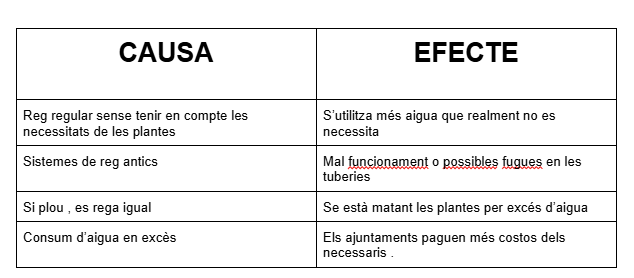 CAUSA
EFECTE
Reg regular sense tenir en compte les
necessitats de les plantes
S'utilitza més aigua que realment no es
necessita
Sistemes de reg antics
Mal funcionament o possibles fugues en les
tuberies
Si plou , es rega igual
Se està matant les plantes per excés d'aigua
Consum d'aigua en excès
Els ajuntaments paguen més costos dels
necessaris .